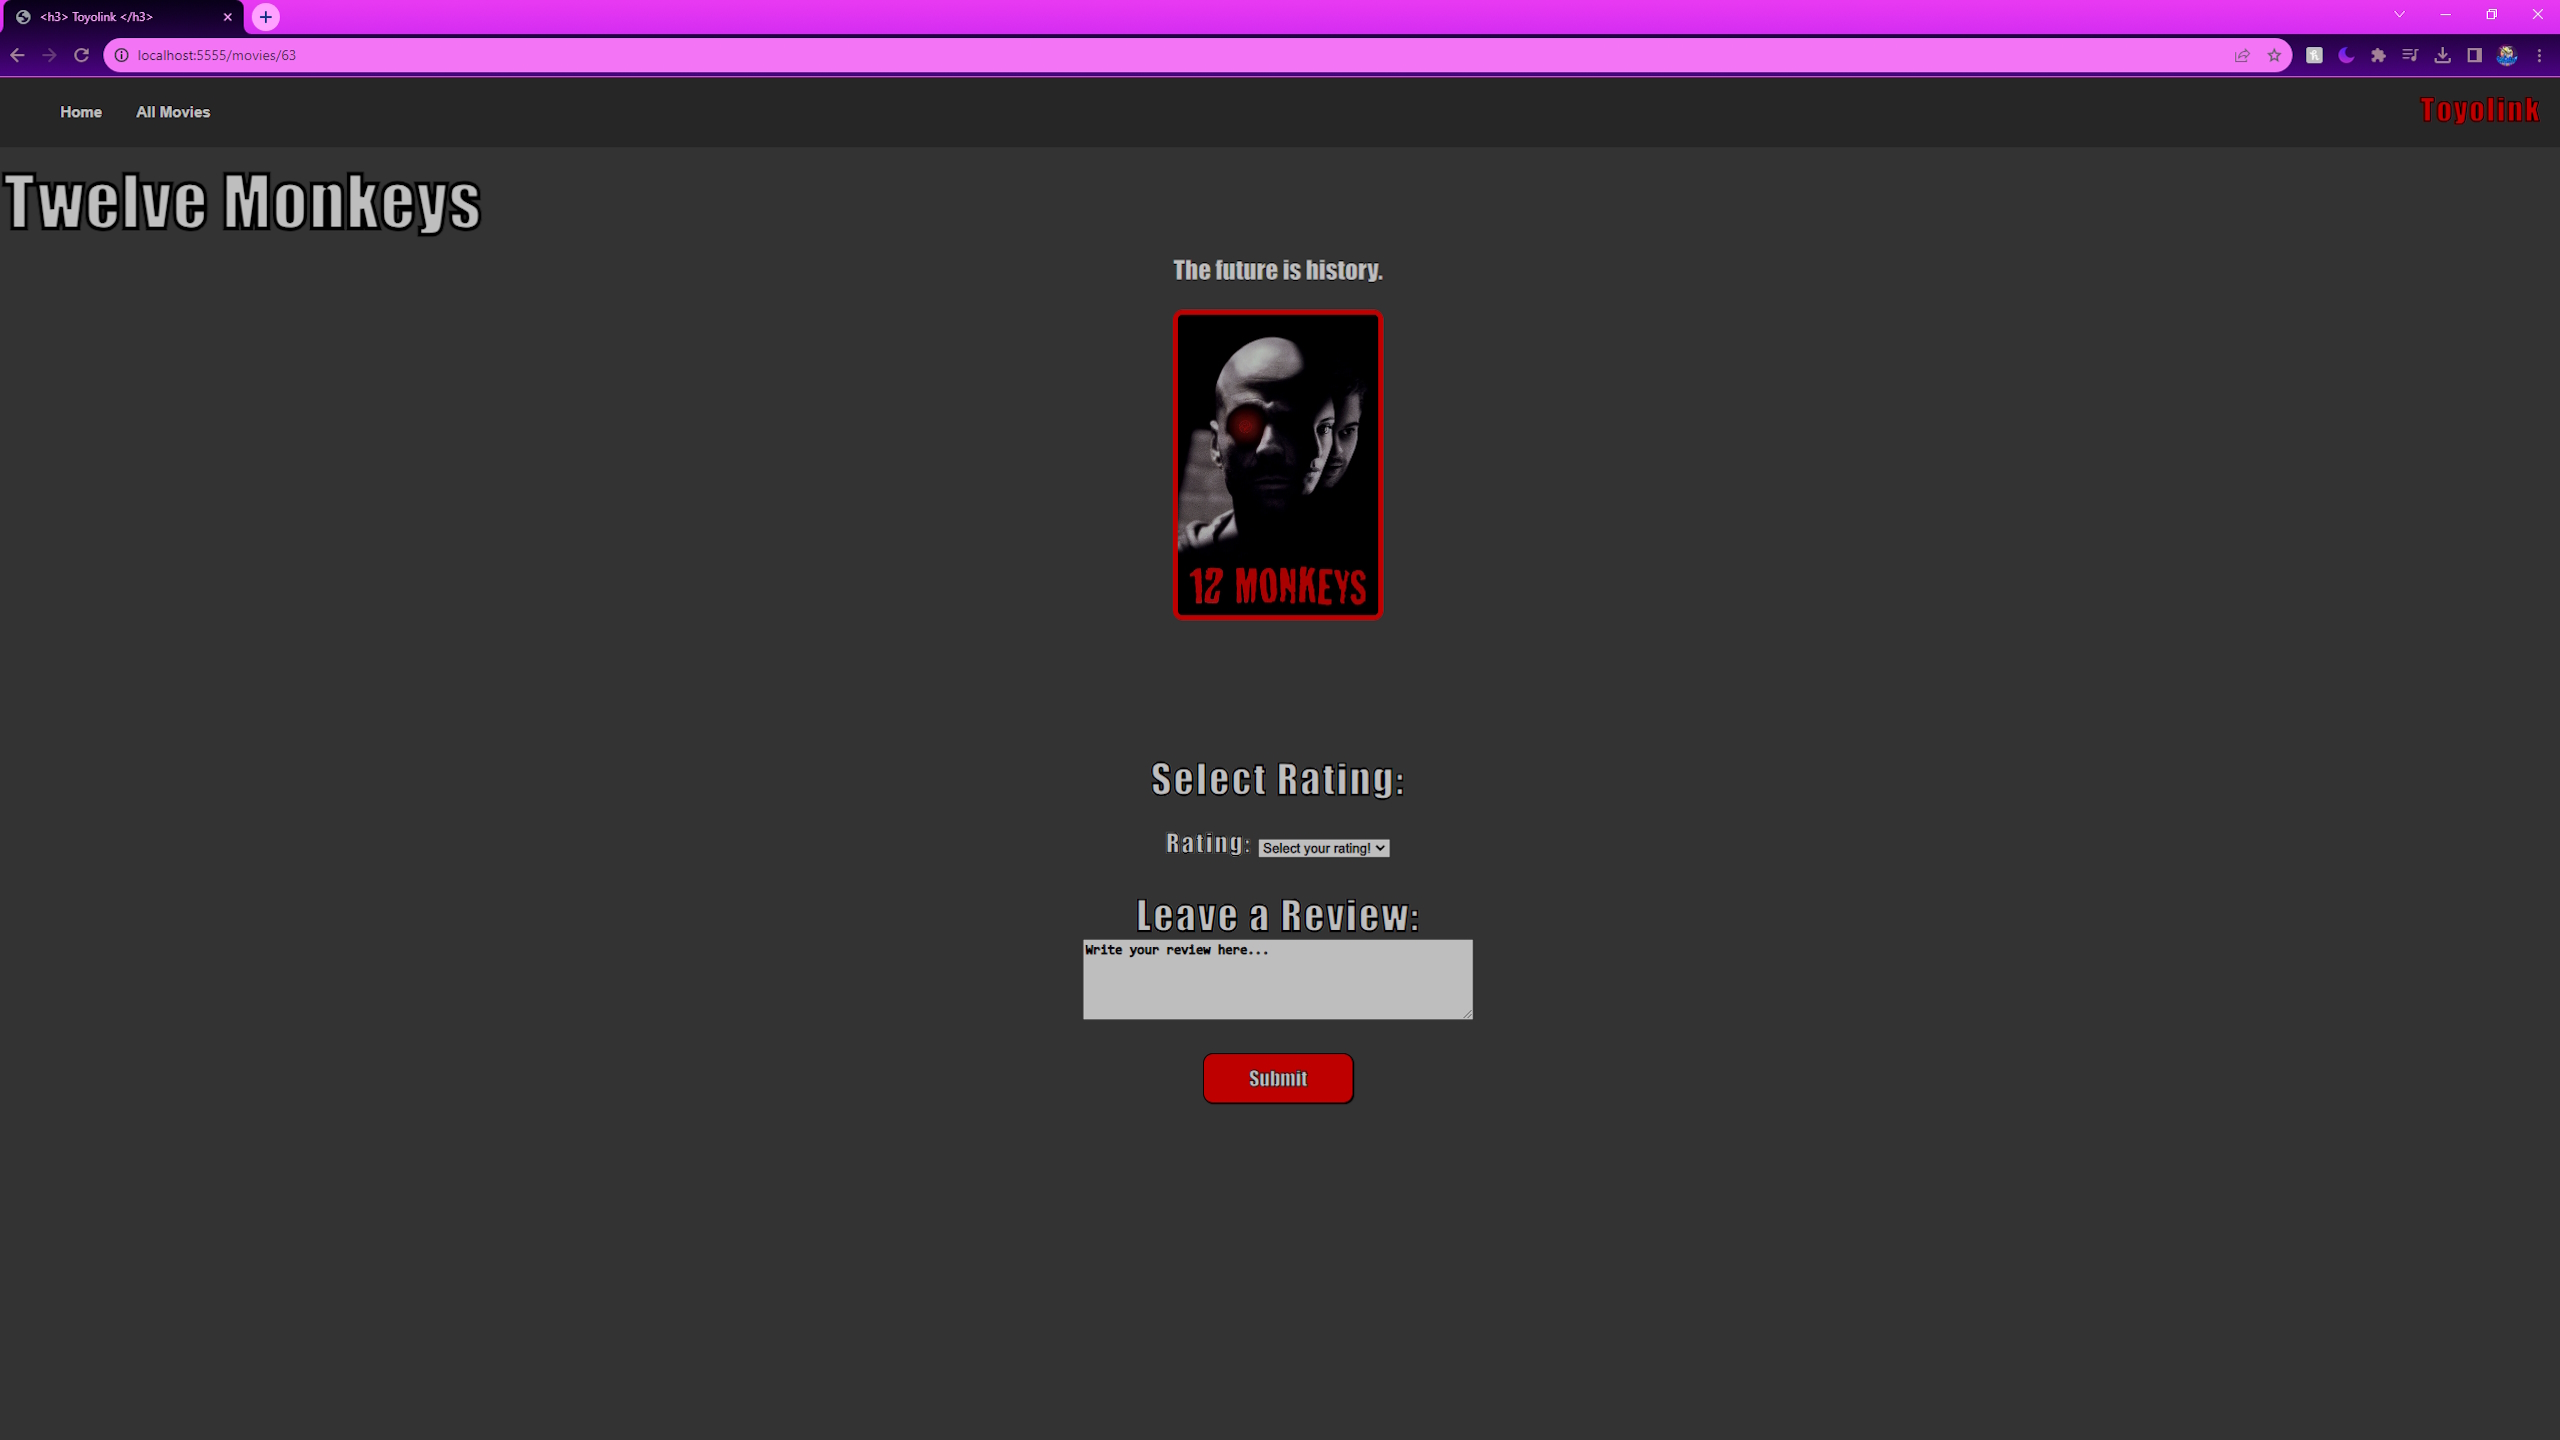 <h3> Toyolink </h3>
localhost:5555/movies/63
Home All Movies Toyolink
Twelve Monkeys
The future is history.
12 MONKEYS
Select Rating:
Rating: Select your rating!
Leave a Review:
Write your review here...
Submit